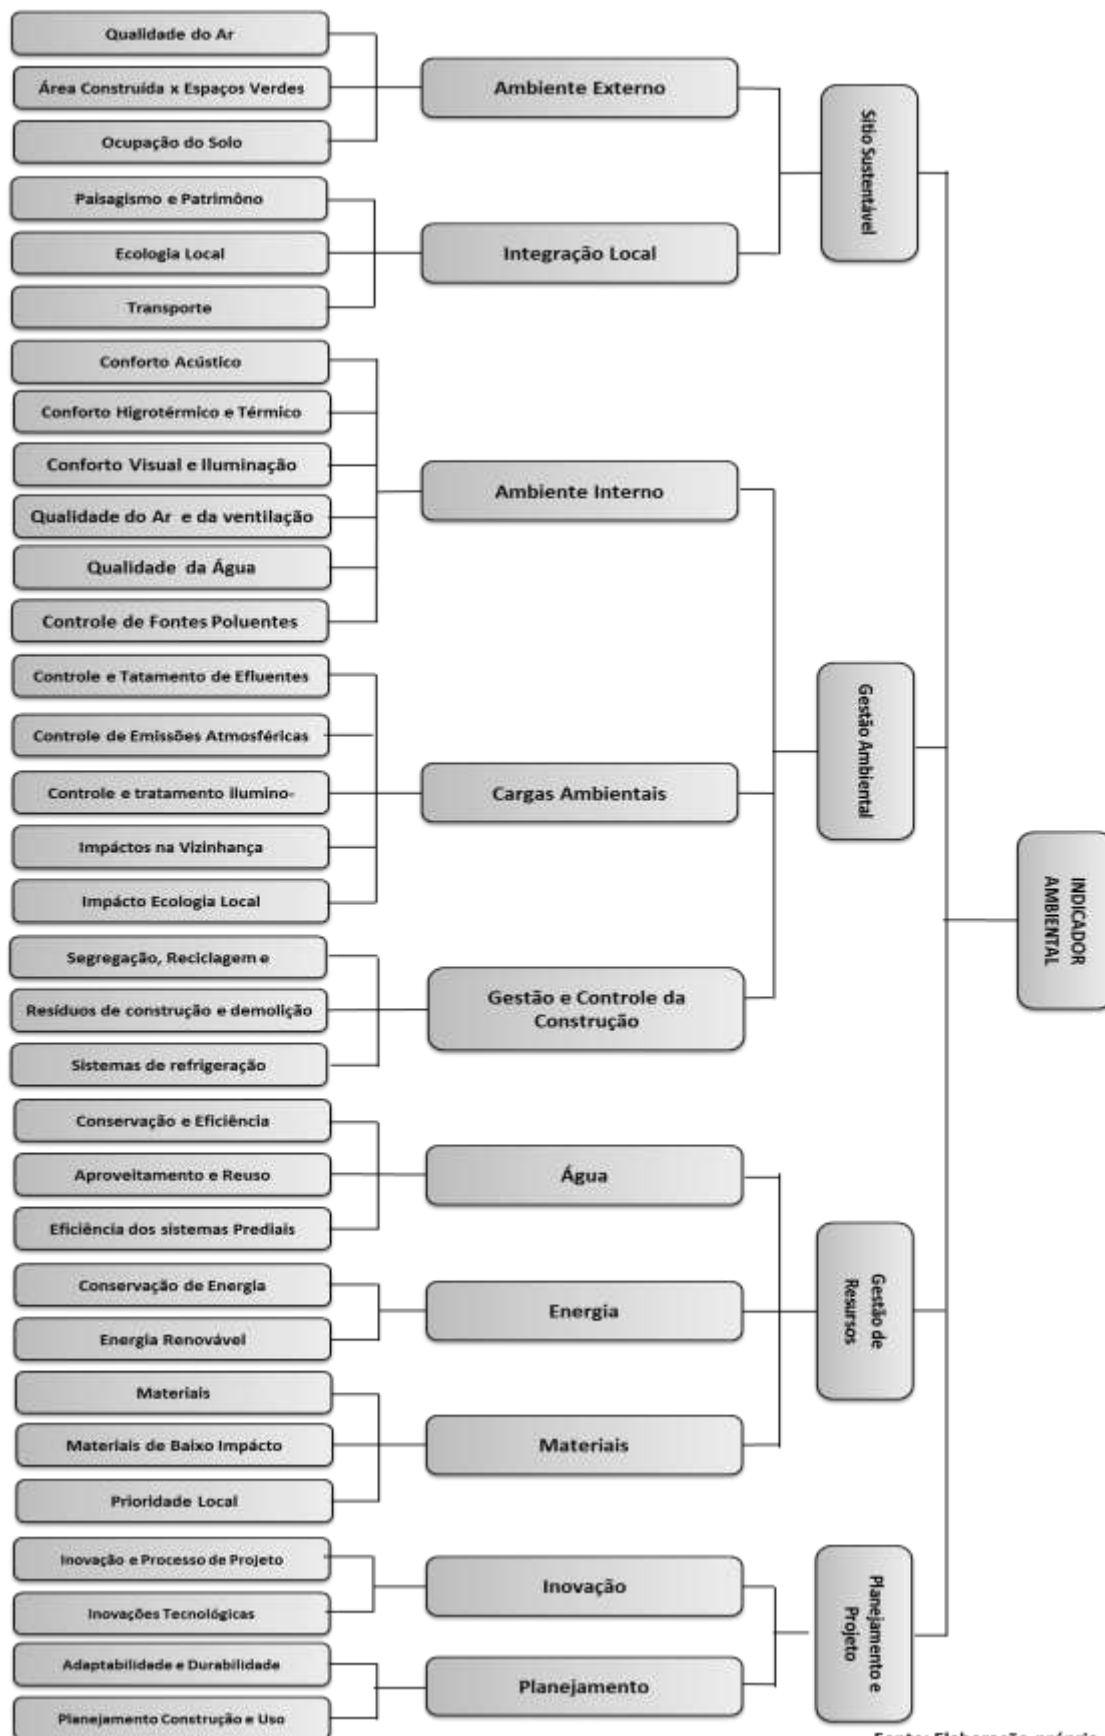 Qualidade do Ar
Área Construída x Espaços Verdes
Ocupação do Solo
Ambiente Externo
Paisagismo e Patrimôno
Ecologia Local
Transporte
Integração Local
Sítio Sustentável
Conforto Acústico
Conforto Higrotérmico e Térmico
Conforto Visual e Iluminação
Qualidade do Ar e da ventilação
Qualidade da Água
Controle de Fontes Poluentes
Ambiente Interno
Controle e Tatamento de Efluentes
Controle de Emissões Atmosféricas
Controle e tratamento ilumino-
Impáctos na Vizinhança
Impácto Ecologia Local
Cargas Ambientais
Segregação, Reciclagem e
Resíduos de construção e demolição
Sistemas de refrigeração
Gestão e Controle da
Construção
Gestão Ambiental
Conservação e Eficiência
Aproveitamento e Reuso
Eficiência dos sistemas Prediais
Água
Conservação de Energia
Energia Renovável
Energia
Materiais
Materiais de Baixo Impácto
Prioridade Local
Materiais
Gestão de
Resursos
Inovação e Processo de Projeto
Inovações Tecnológicas
Inovação
Adaptabilidade e Durabilidade
Planejamento Construção e Uso
Planejamento
Planejamento e
Projeto
INDICADOR
AMBIENTAL
Fonte: Elaboração própria